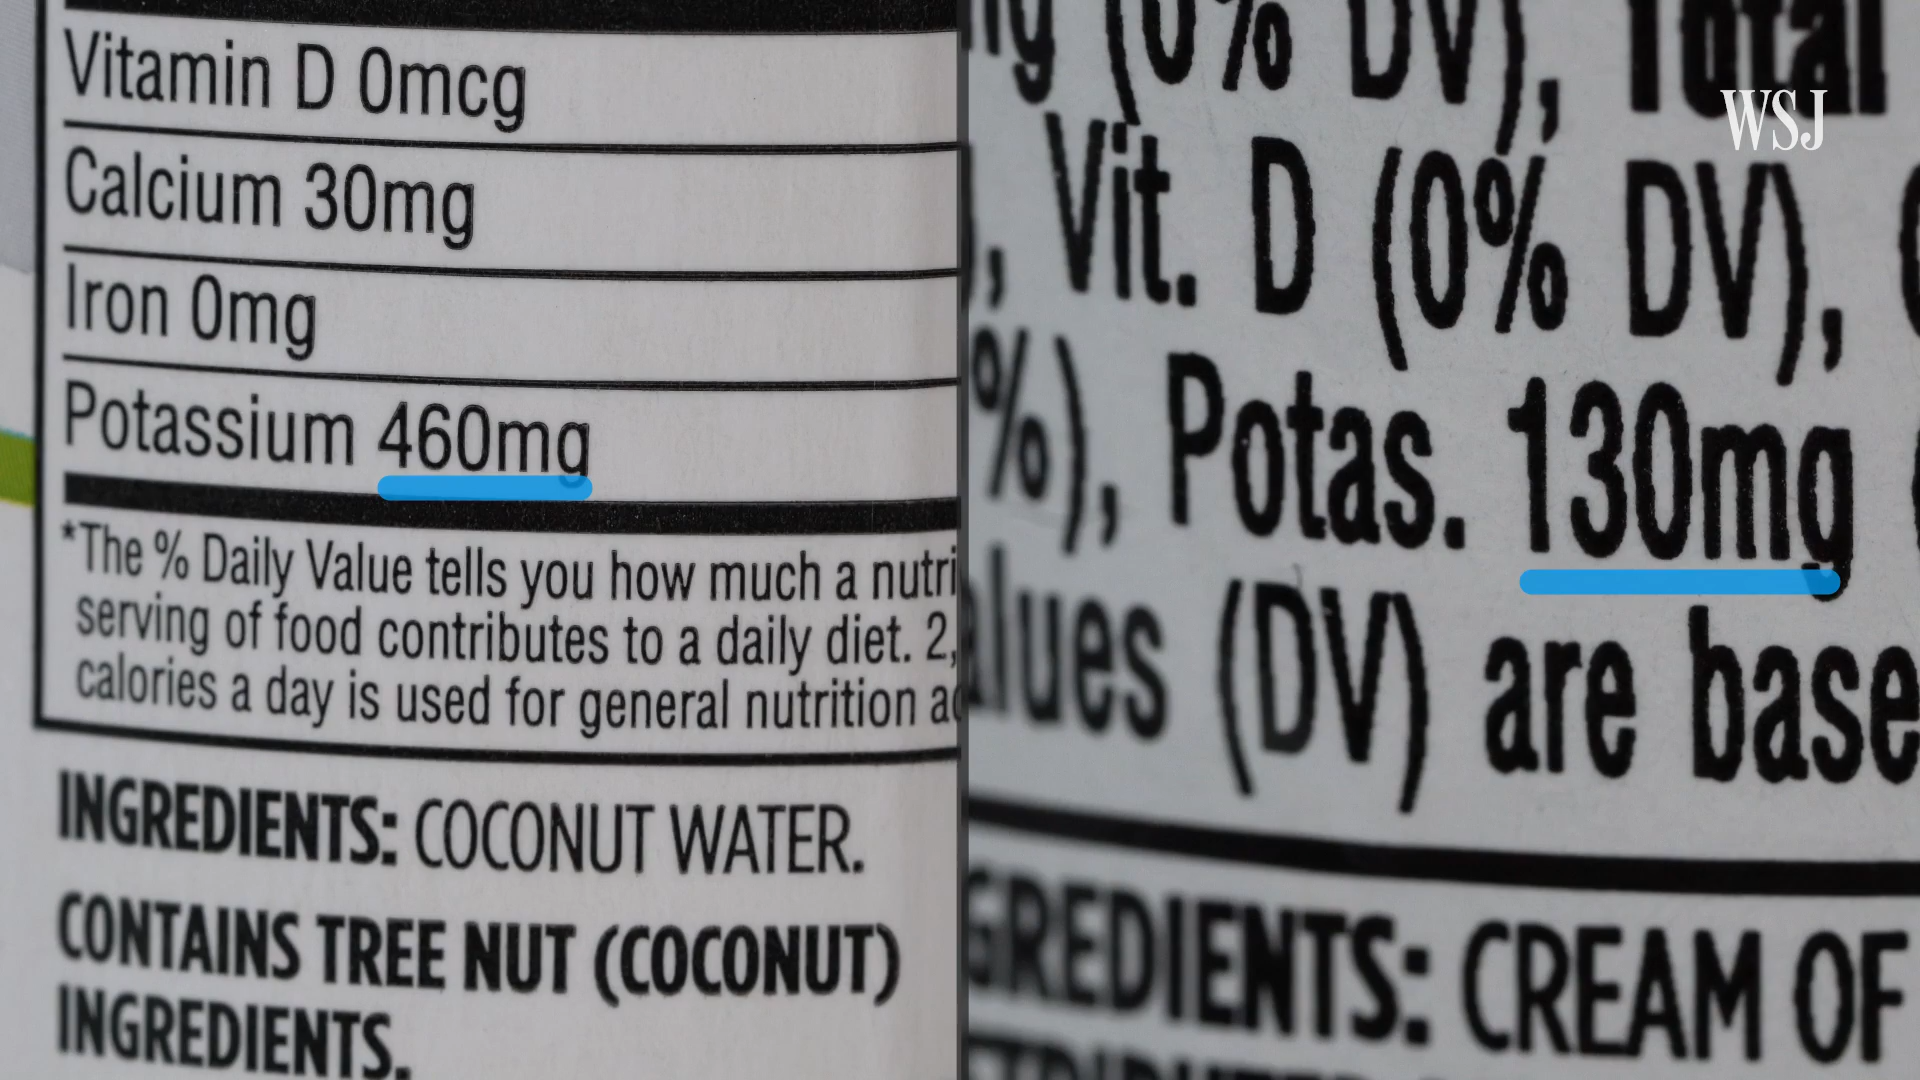 Vitamin D 0mcg
Calcium 30mg
Iron 0mg
Potassium 460mg
*The % Daily Value tells you how much a nutri
serving of food contributes to a daily diet. 2,
calories a day is used for general nutrition
INGREDIENTS: COCONUT WATER.
CONTAINS TREE NUT (COCONUT)
INGREDIENTS.
(0% DV), Total
WSJ
, Vit. D (0% DV),
%), Potas. 130mg
alues (DV) are base
GREDIENTS: CREAM OF